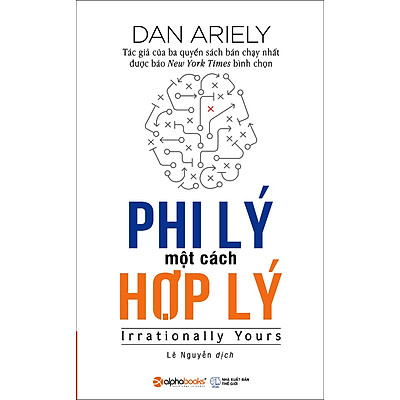 DAN ARIELY
Tác giả của ba quyển sách bán chạy nhất
được báo New York Times bình chọn
PHI LÝ
một cách
HỢP LÝ
Irrationally Yours
Lê Nguyễn dịch
alphabooks
NHÀ XUẤT BẢN
THẾ GIỚI